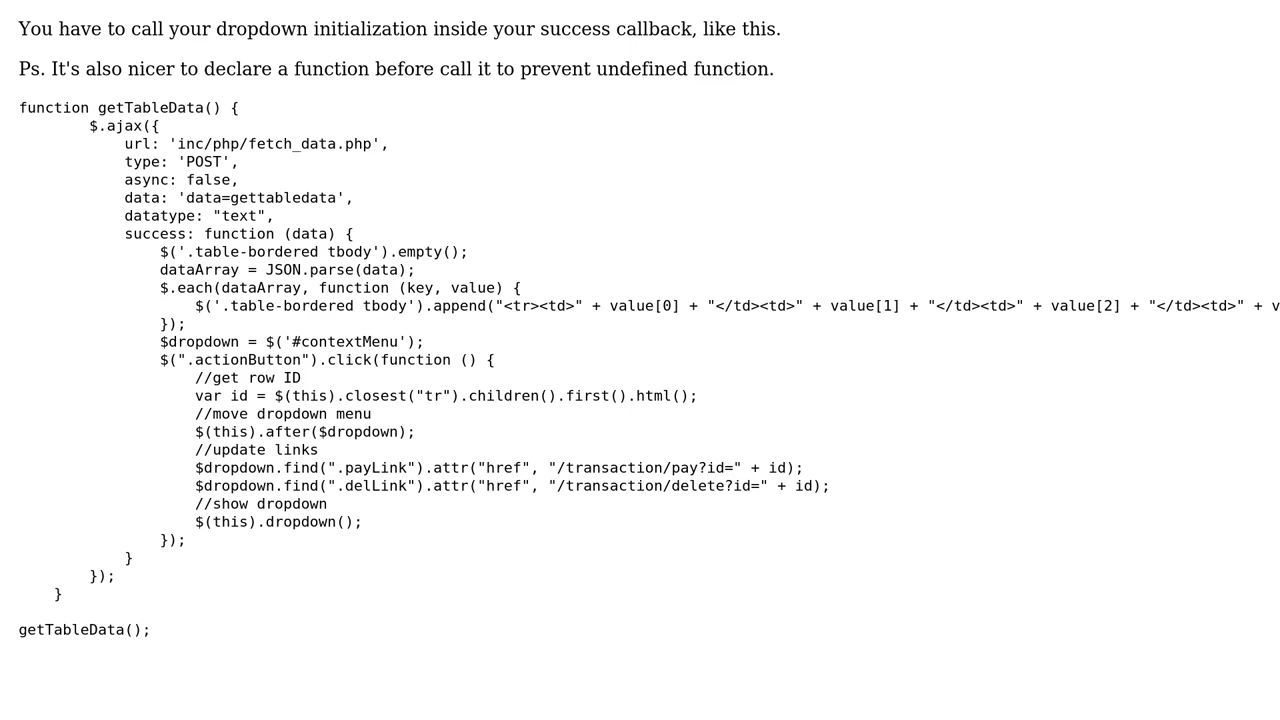 You have to call your dropdown initialization inside your success callback, like this.
Ps. It's also nicer to declare a function before call it to prevent undefined function.
function getTableData() {
        $.ajax({
            url: 'inc/php/fetch_data.php',
            type: 'POST',
            async: false,
            data: 'data=gettabledata',
            datatype: "text",
            success: function (data) {
                $('.table-bordered tbody').empty();
                dataArray = JSON.parse(data);
                $.each(dataArray, function (key, value) {
                    $('.table-bordered tbody').append("<tr><td>" + value[0] + "</td><td>" + value[1] + "</td><td>" + value[2] + "</td><td>" + v
                });
                $dropdown = $('#contextMenu');
                $(".actionButton").click(function () {
                    //get row ID
                    var id = $(this).closest("tr").children().first().html();
                    //move dropdown menu
                    $(this).after($dropdown);
                    //update links
                    $dropdown.find(".payLink").attr("href", "/transaction/pay?id=" + id);
                    $dropdown.find(".delLink").attr("href", "/transaction/delete?id=" + id);
                    //show dropdown
                    $(this).dropdown();
                });
            }
        });
    }
getTableData();